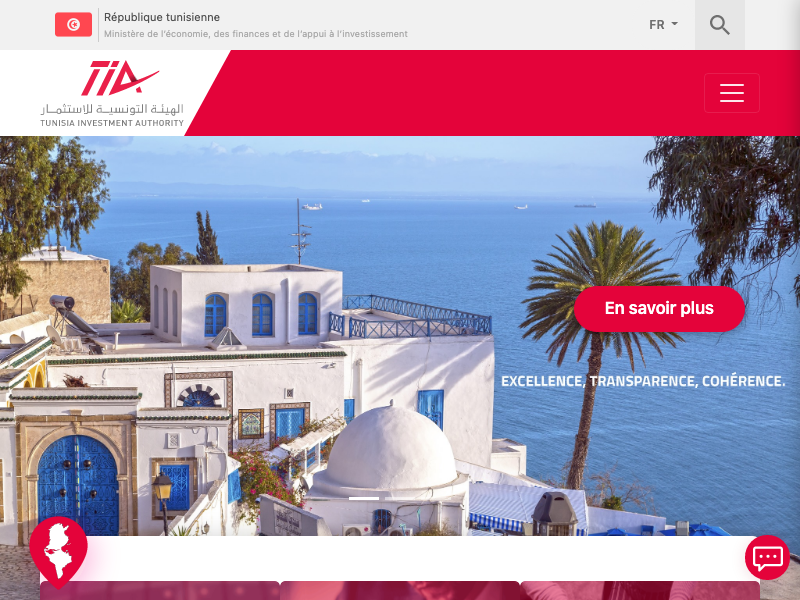 République tunisienne
Ministère de l'économie, des finances et de l'appui à l'investissement
FR
TIA
الهيئة التونسية للاستثمار
TUNISIA INVESTMENT AUTHORITY
En savoir plus
EXCELLENCE, TRANSPARENCE, COHÉRENCE.